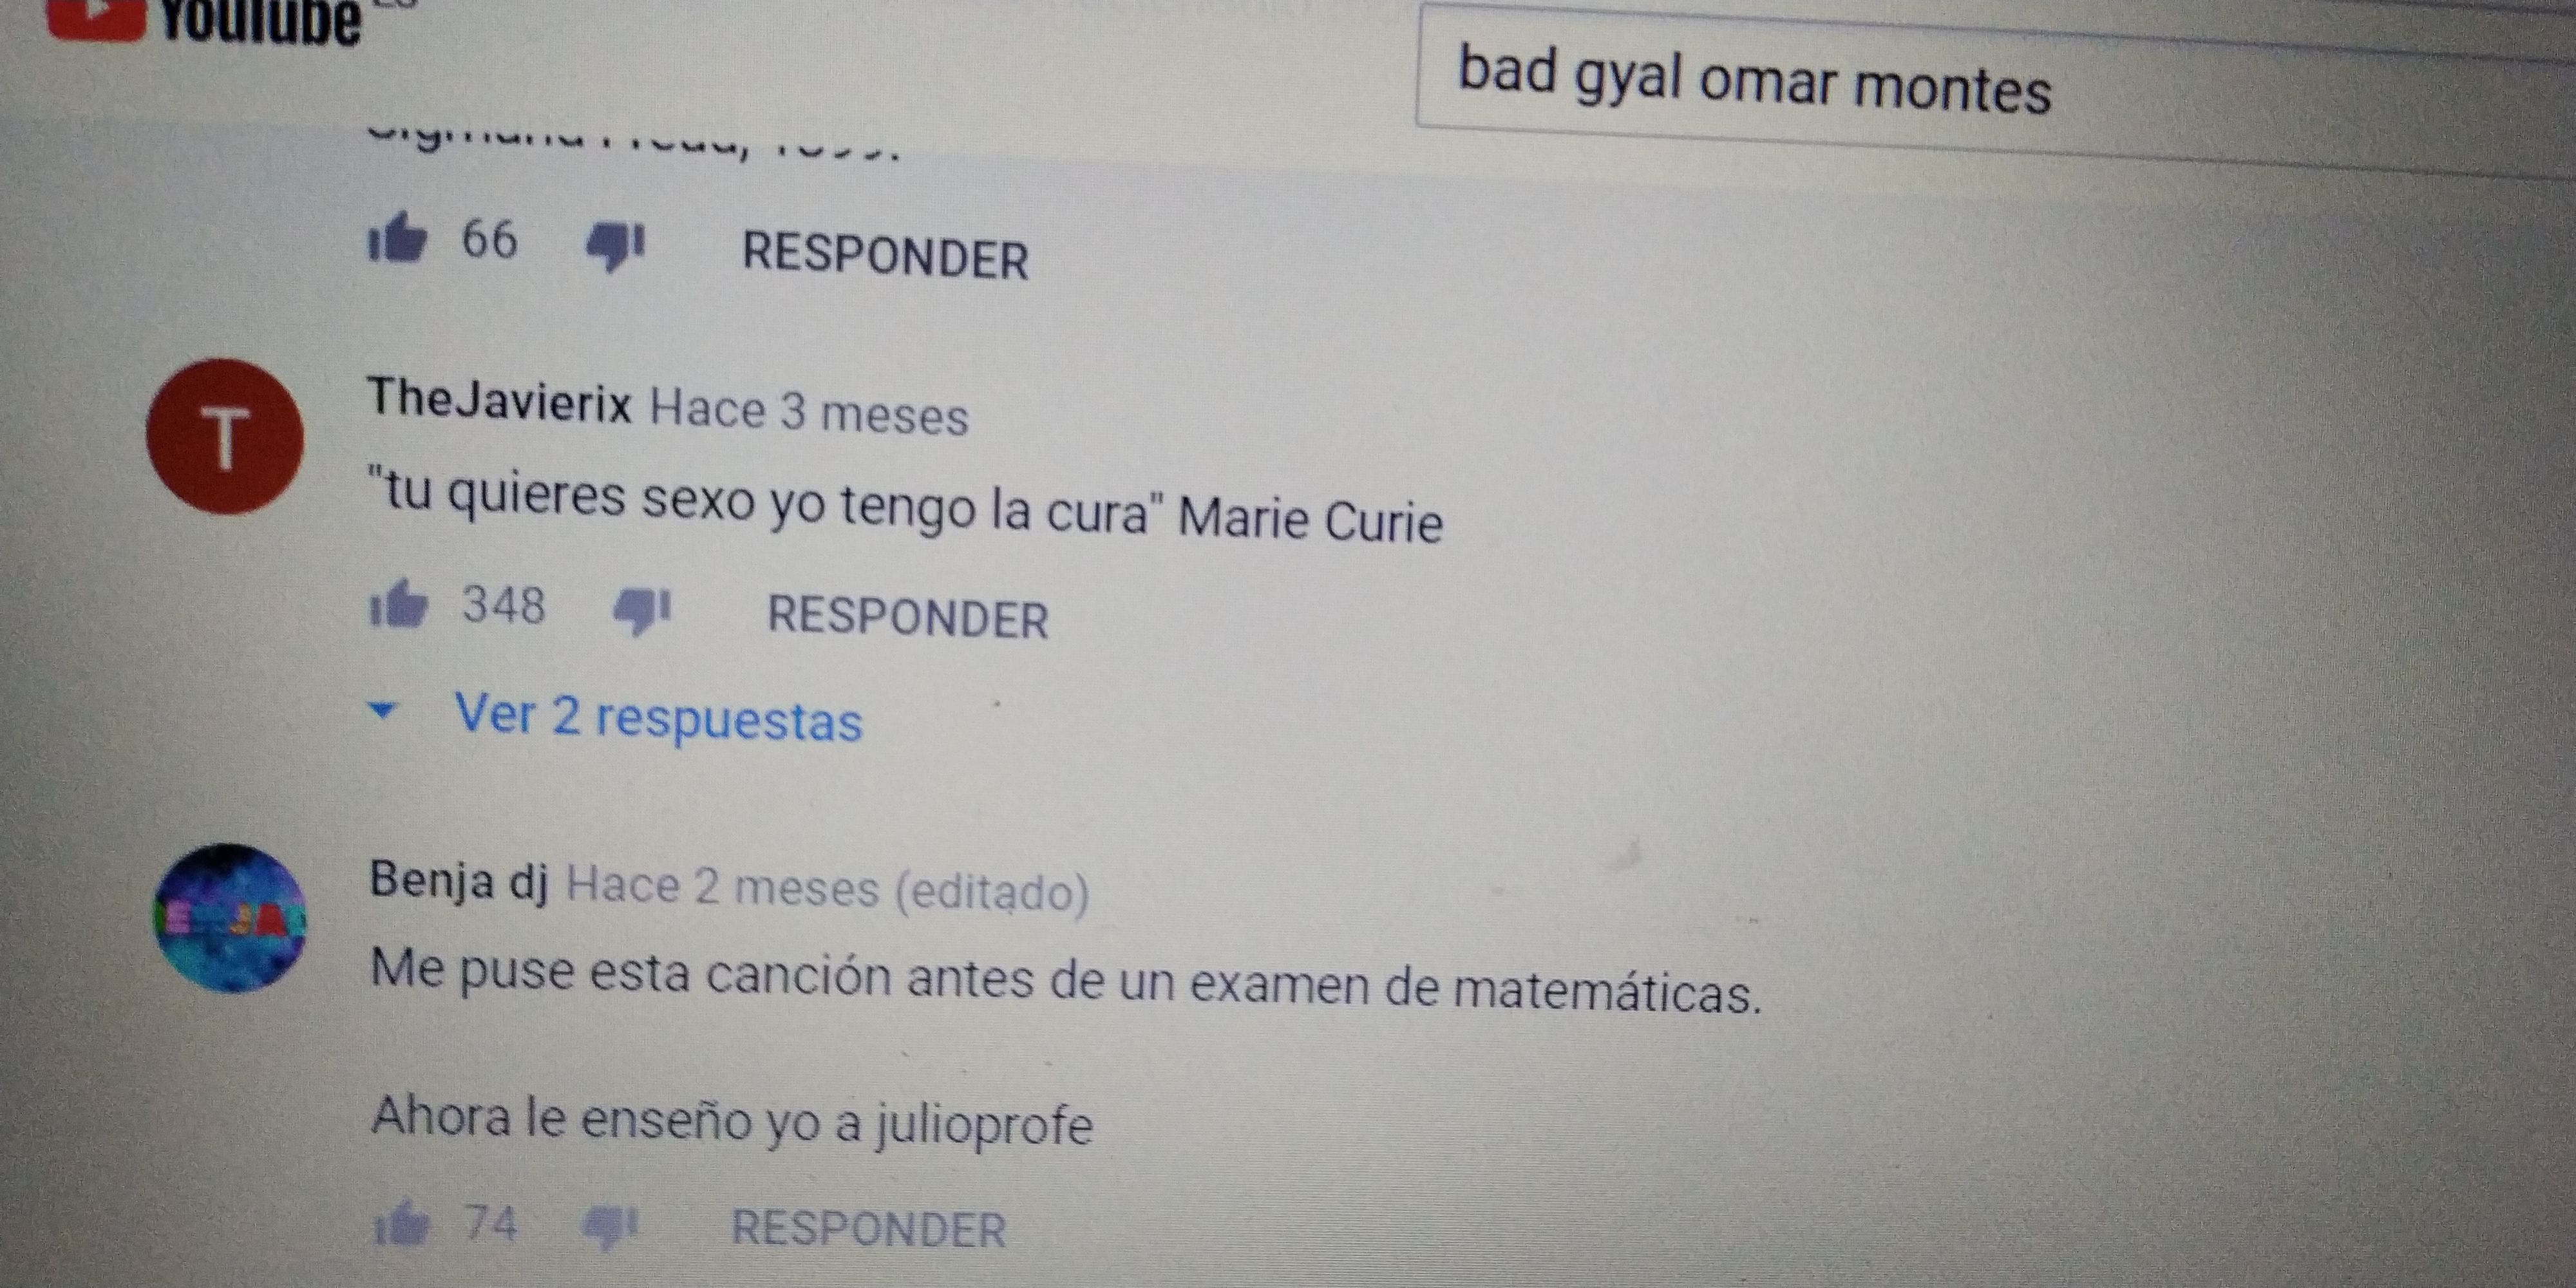 YouTube ES
bad gyal omar montes
66 RESPONDER
TheJavierix Hace 3 meses
"tu quieres sexo yo tengo la cura" Marie Curie
348 RESPONDER
Ver 2 respuestas
Benja dj Hace 2 meses (editado)
Me puse esta canción antes de un examen de matemáticas.
Ahora le enseño yo a julioprofe
74 RESPONDER